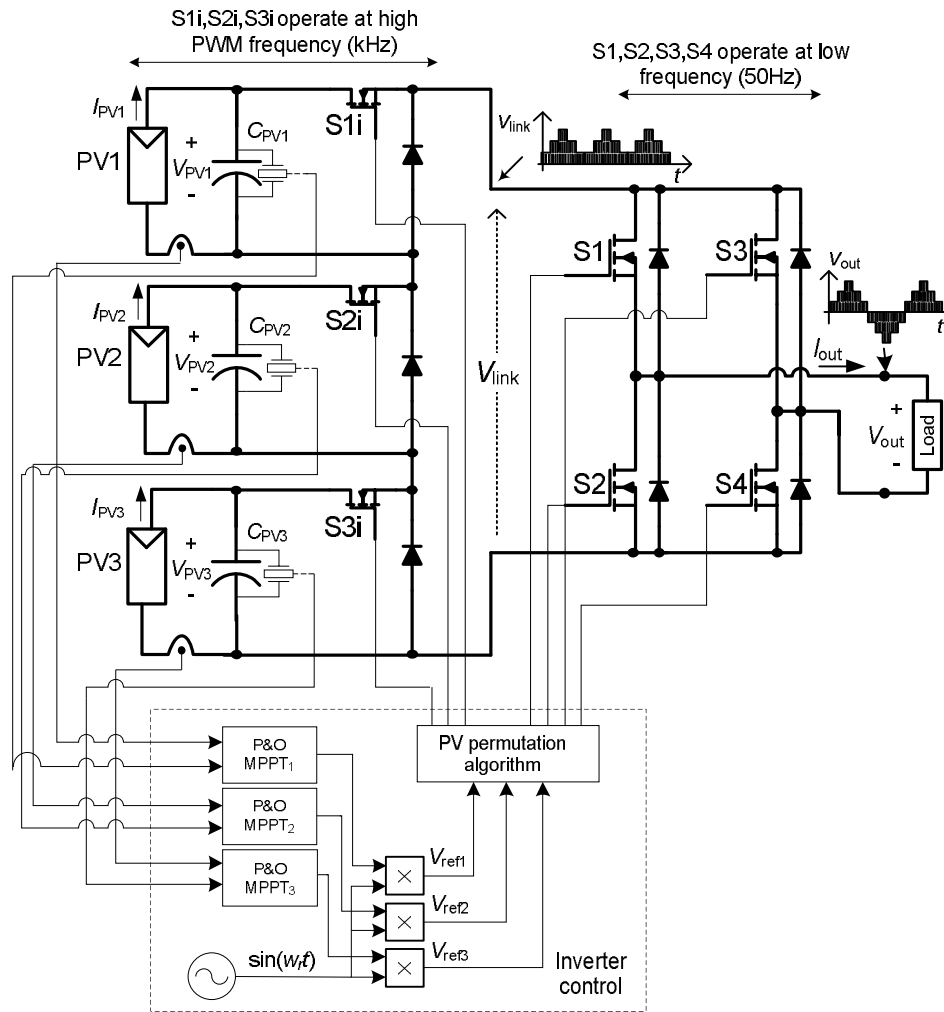 S1i,S2i,S3i operate at high
PWM frequency (kHz)
S1,S2,S3,S4 operate at low
frequency (50Hz)
IPV1
PV1
+
VPV1
-
CPV1
S1i
vlink
t
IPV2
PV2
+
VPV2
-
CPV2
S2i
Vlink
S1
S3
vout
t
Iout
+
Vout
-
Load
IPV3
PV3
+
VPV3
-
CPV3
S3i
S2
S4
PV permutation
algorithm
P&O
MPPT1
P&O
MPPT2
P&O
MPPT3
×
Vref1
×
Vref2
×
Vref3
sin(wrt)
Inverter
control